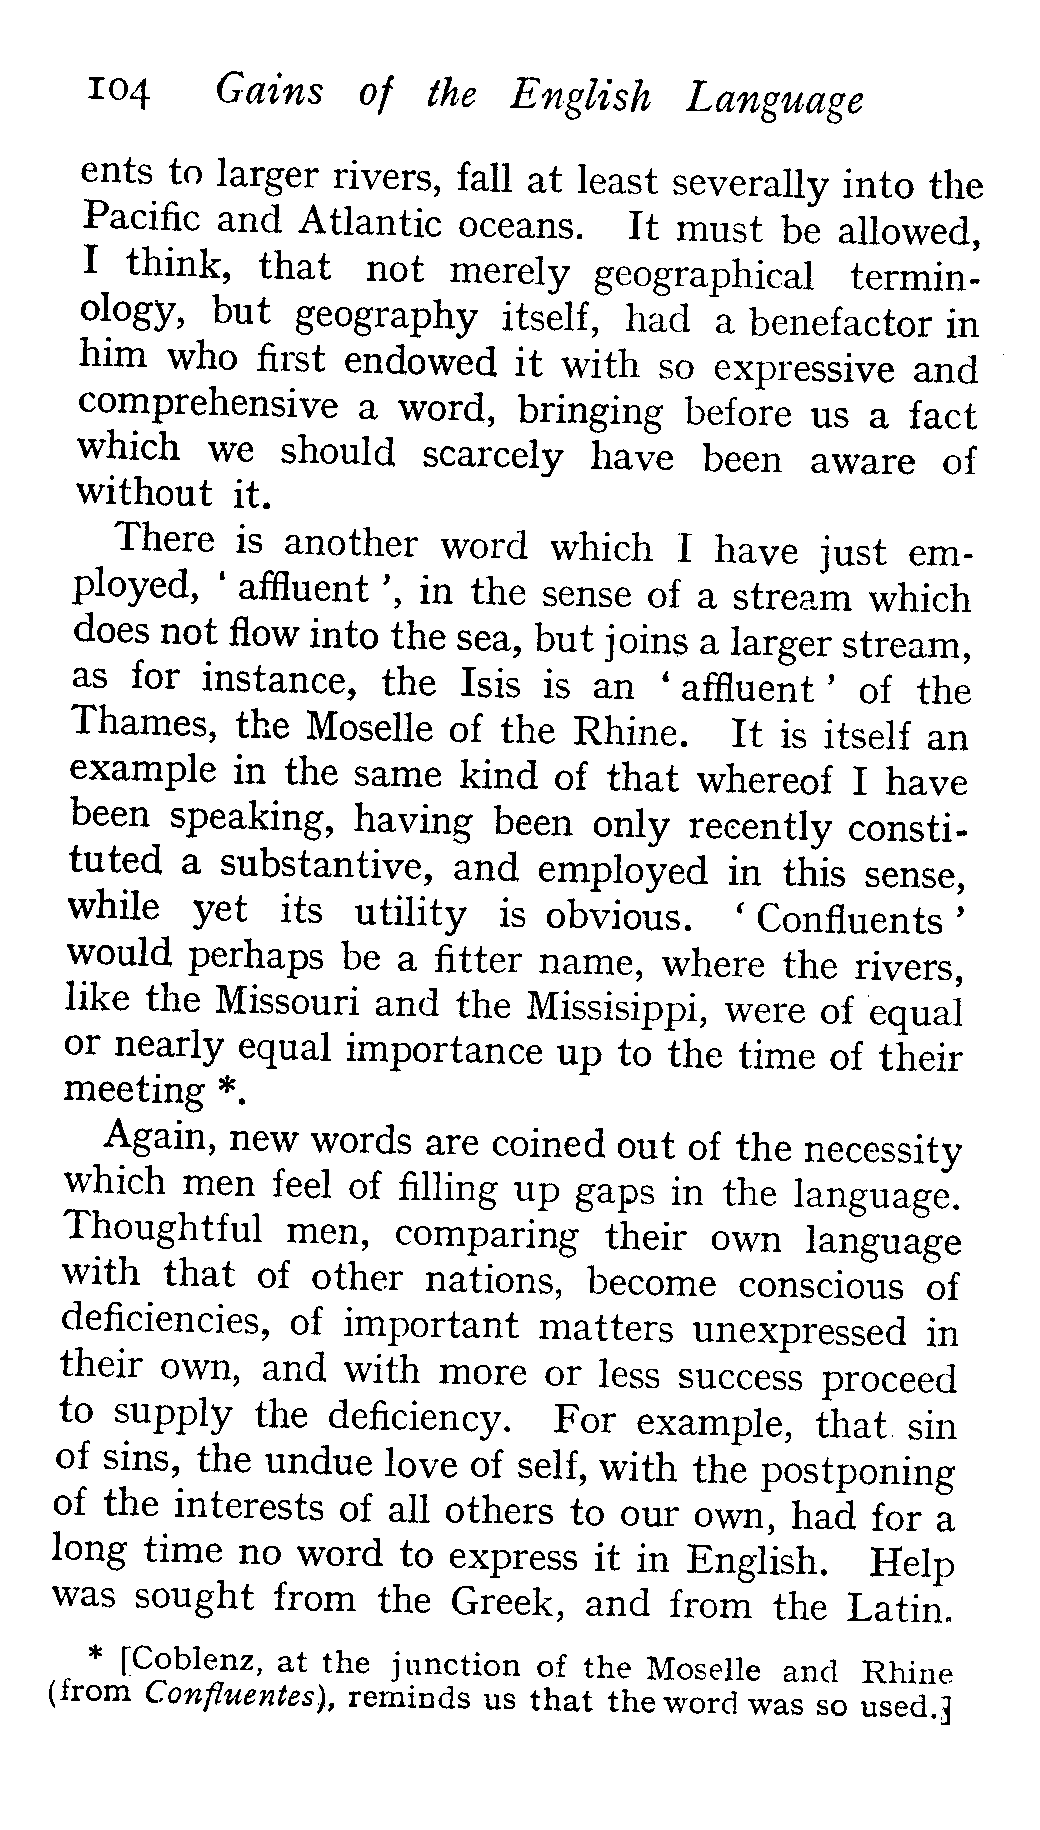 104 Gains of the English Language
ents to larger rivers, fall at least severally into the
Pacific and Atlantic oceans. It must be allowed,
I think, that not merely geographical termin-
ology, but geography itself, had a benefactor in
him who first endowed it with so expressive and
comprehensive a word, bringing before us a fact
which we should scarcely have been aware of
without it.
There is another word which I have just em-
ployed, ‘ affluent ’, in the sense of a stream which
does not flow into the sea, but joins a larger stream,
as for instance, the Isis is an ‘ affluent ’ of the
Thames, the Moselle of the Rhine. It is itself an
example in the same kind of that whereof I have
been speaking, having been only recently consti-
tuted a substantive, and employed in this sense,
while yet its utility is obvious. ‘ Confluents ’
would perhaps be a fitter name, where the rivers,
like the Missouri and the Missisippi, were of equal
or nearly equal importance up to the time of their
meeting *.
Again, new words are coined out of the necessity
which men feel of filling up gaps in the language.
Thoughtful men, comparing their own language
with that of other nations, become conscious of
deficiencies, of important matters unexpressed in
their own, and with more or less success proceed
to supply the deficiency. For example, that sin
of sins, the undue love of self, with the postponing
of the interests of all others to our own, had for a
long time no word to express it in English. Help
was sought from the Greek, and from the Latin.
* [Coblenz, at the junction of the Moselle and Rhine
(from Confluentes), reminds us that the word was so used.]